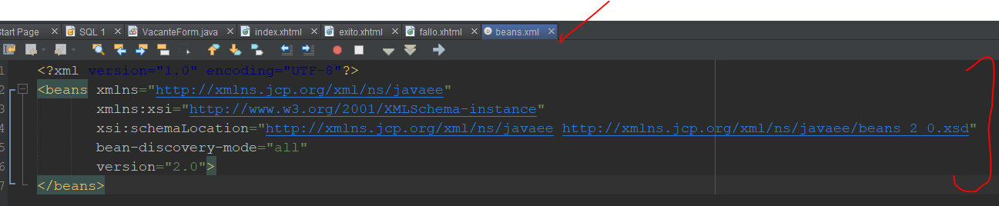 Start Page SQL 1 VacanteForm.java index.xhtml exito.xhtml fallo.xhtml beans.xml
1 <?xml version="1.0" encoding="UTF-8"?>
2 <beans xmlns="http://xmlns.jcp.org/xml/ns/javaee"
3 xmlns:xsi="http://www.w3.org/2001/XMLSchema-instance"
4 xsi:schemaLocation="http://xmlns.jcp.org/xml/ns/javaee http://xmlns.jcp.org/xml/ns/javaee/beans_2_0.xsd"
5 bean-discovery-mode="all"
6 version="2.0">
7 </beans>